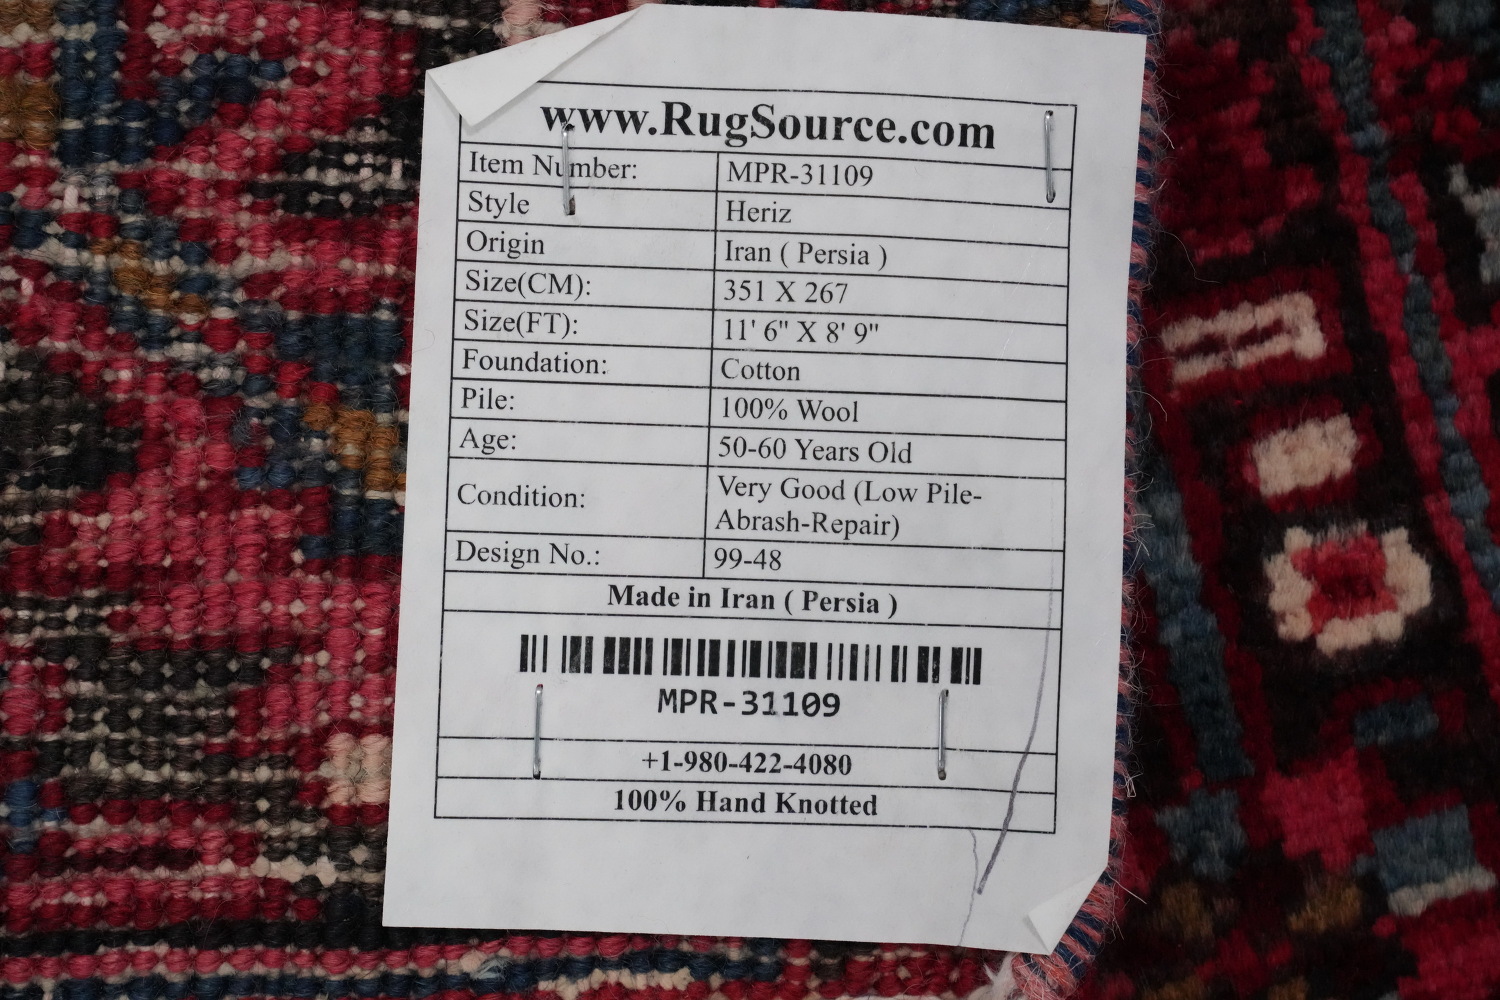 www.RugSource.com
Item Number: MPR-31109
Style Heriz
Origin Iran ( Persia )
Size(CM): 351 X 267
Size(FT): 11' 6" X 8' 9"
Foundation: Cotton
Pile: 100% Wool
Age: 50-60 Years Old
Condition: Very Good (Low Pile-
Abrash-Repair)
Design No.: 99-48
Made in Iran ( Persia )
MPR-31109
+1-980-422-4080
100% Hand Knotted